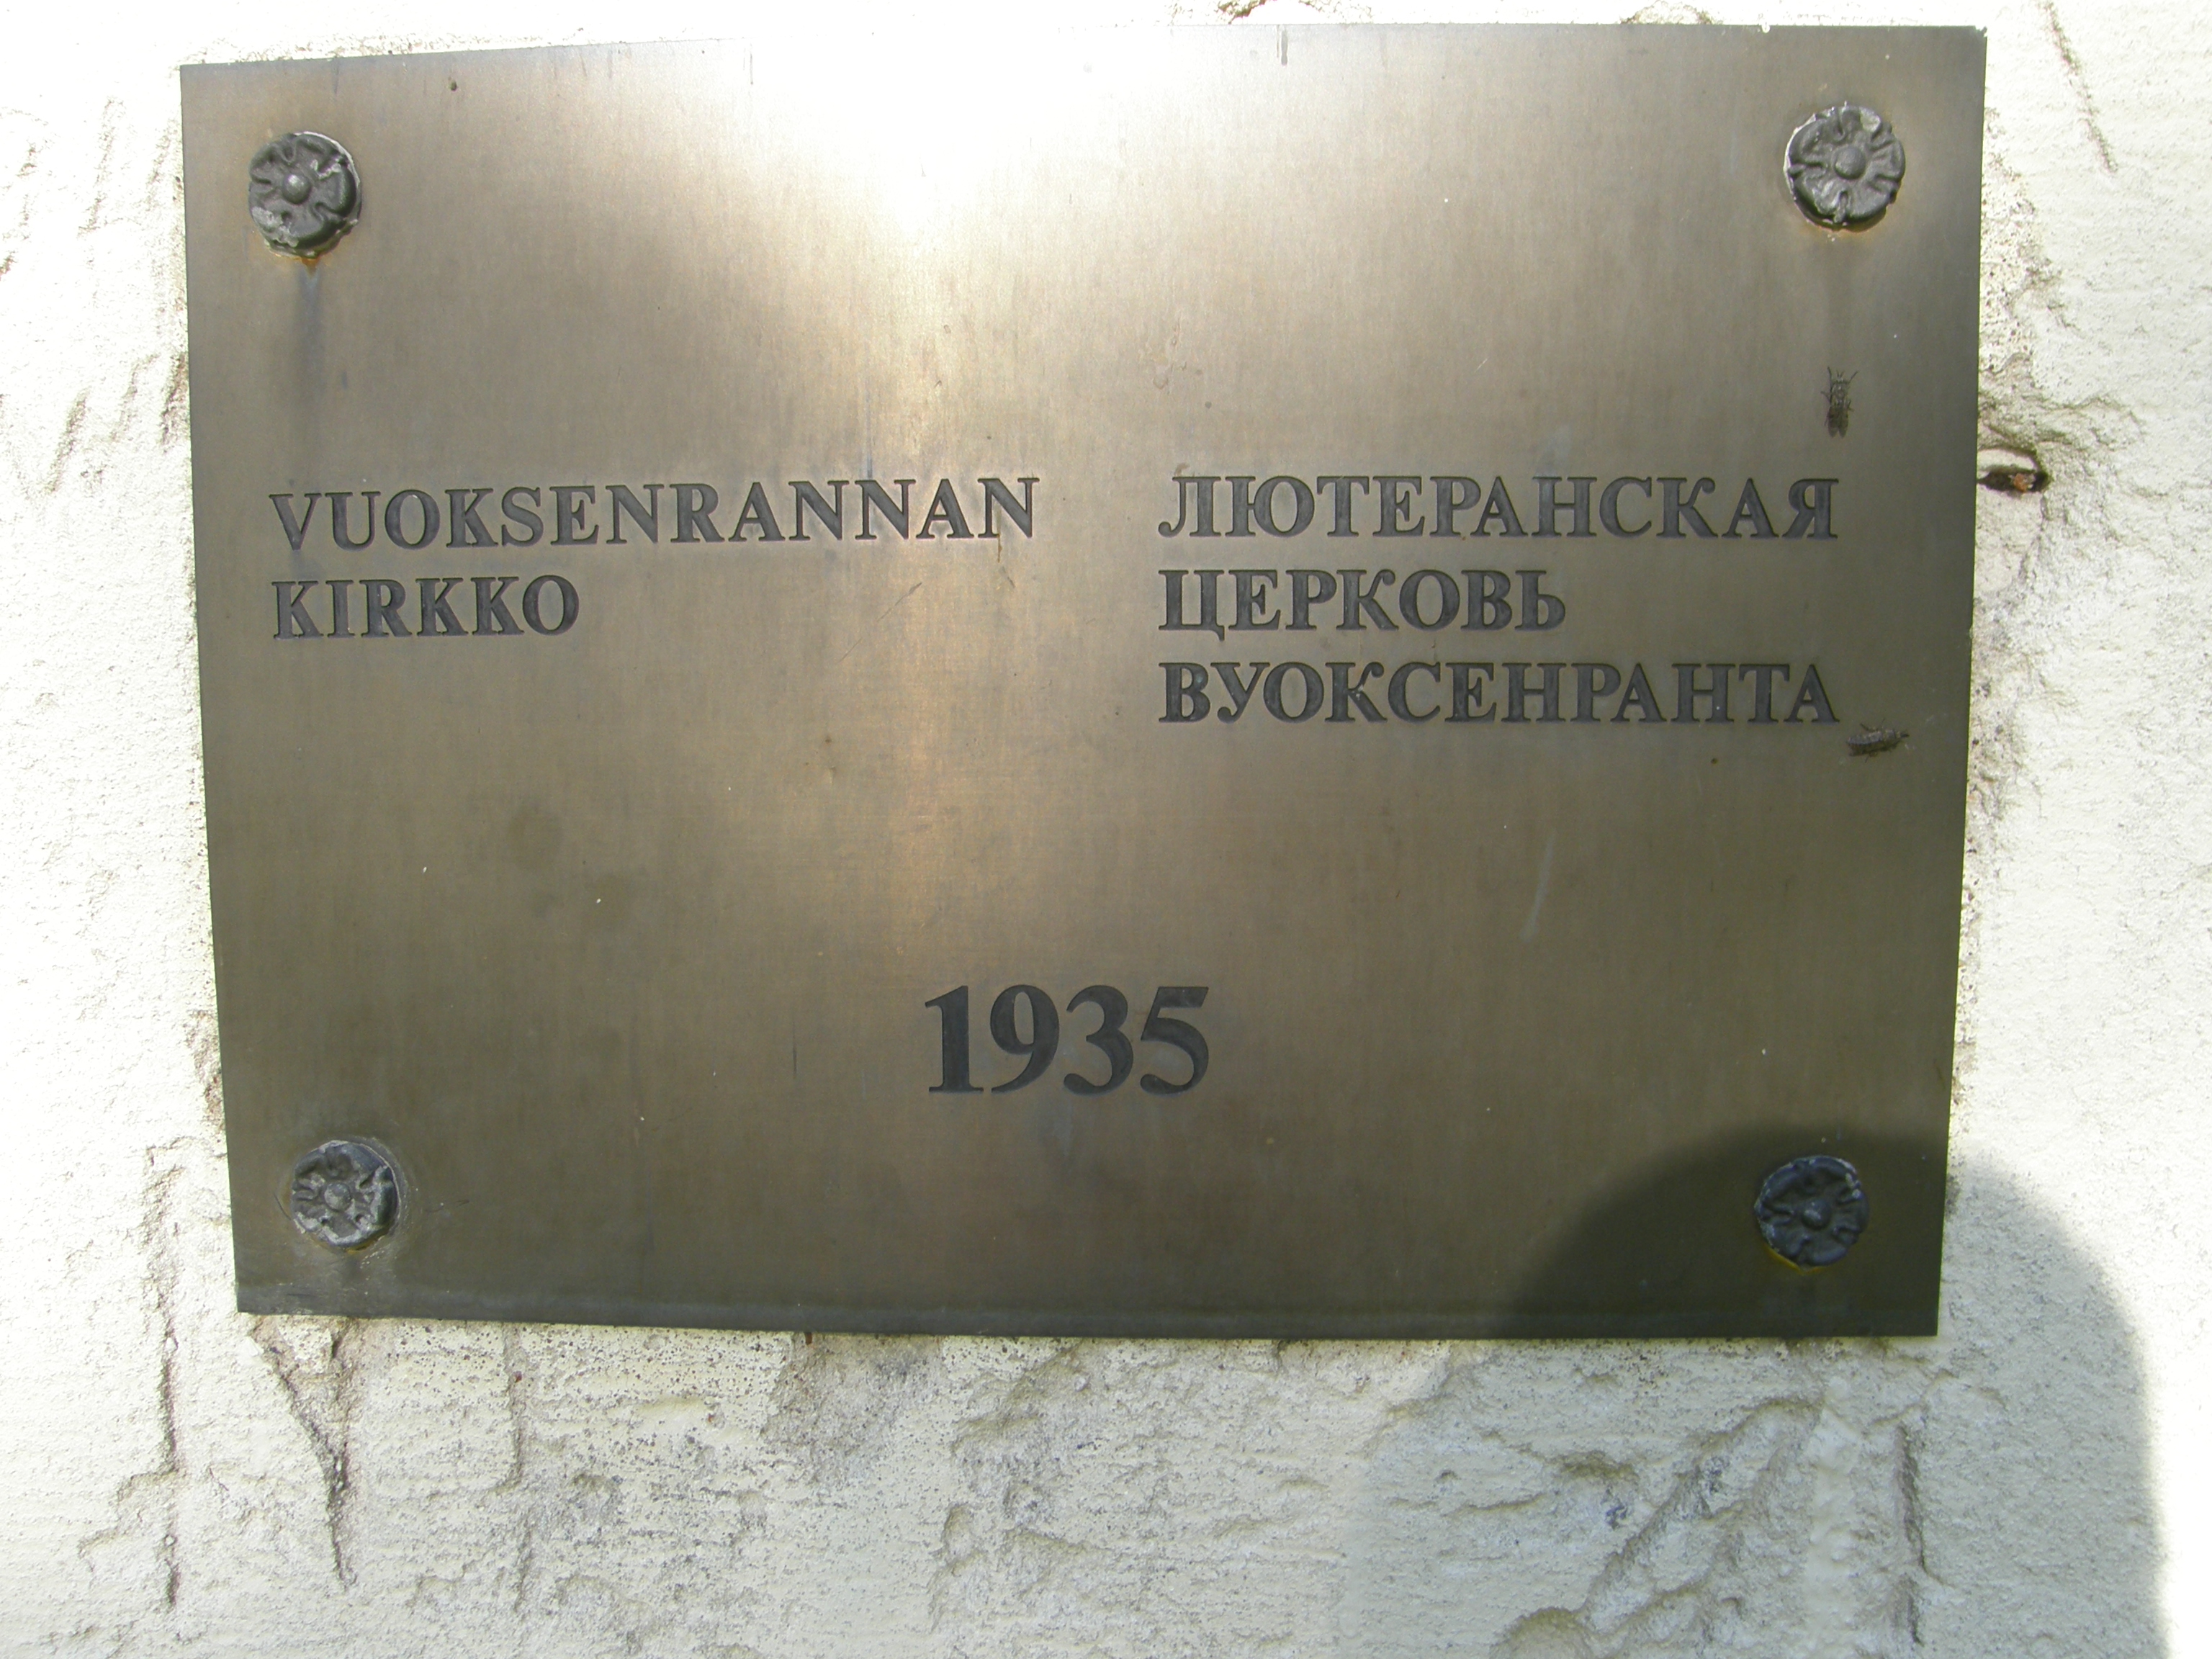 VUOKSENRANNAN
KIRKKO
ЛЮТЕРАНСКАЯ
ЦЕРКОВЬ
ВУОКСЕНРАНТА
1935